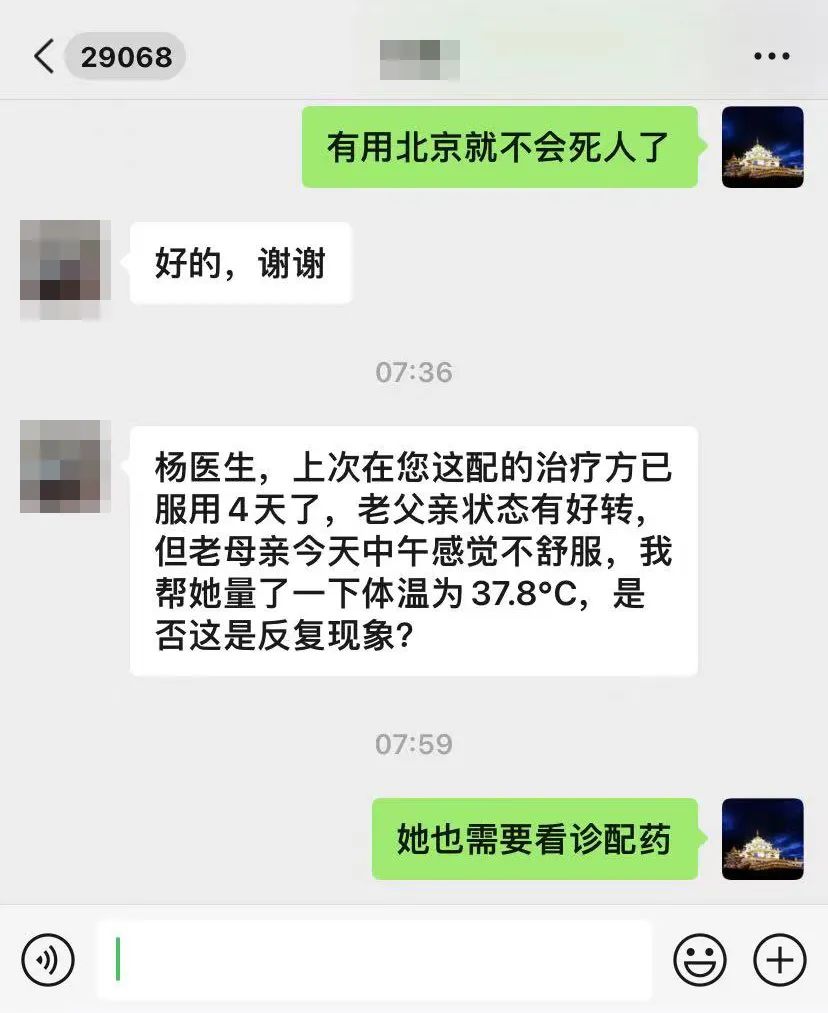 29068
有用北京就不会死人了
好的，谢谢
07:36
杨医生，上次在您这配的治疗方已
服用4天了，老父亲状态有好转，
但老母亲今天中午感觉不舒服，我
帮她量了一下体温为37.8°C，是
否这是反复现象？
07:59
她也需要看诊配药